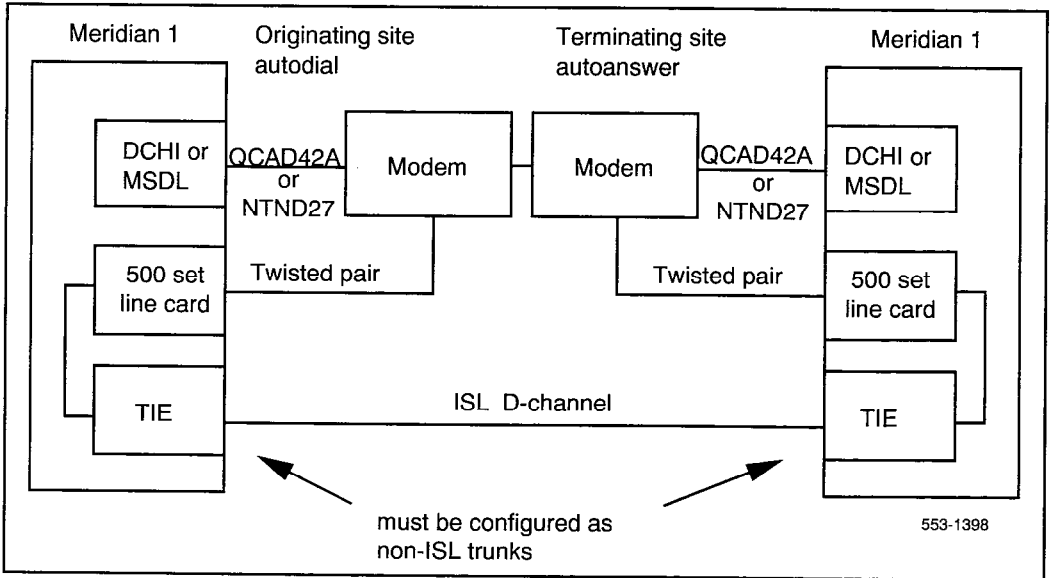 Meridian 1
Originating site
autodial
Terminating site
autoanswer
Meridian 1
DCHI or
MSDL
QCAD42A
or
NTND27
Modem
Modem
QCAD42A
or
NTND27
DCHI or
MSDL
500 set
line card
Twisted pair
Twisted pair
500 set
line card
TIE
ISL D-channel
TIE
must be configured as
non-ISL trunks
553-1398